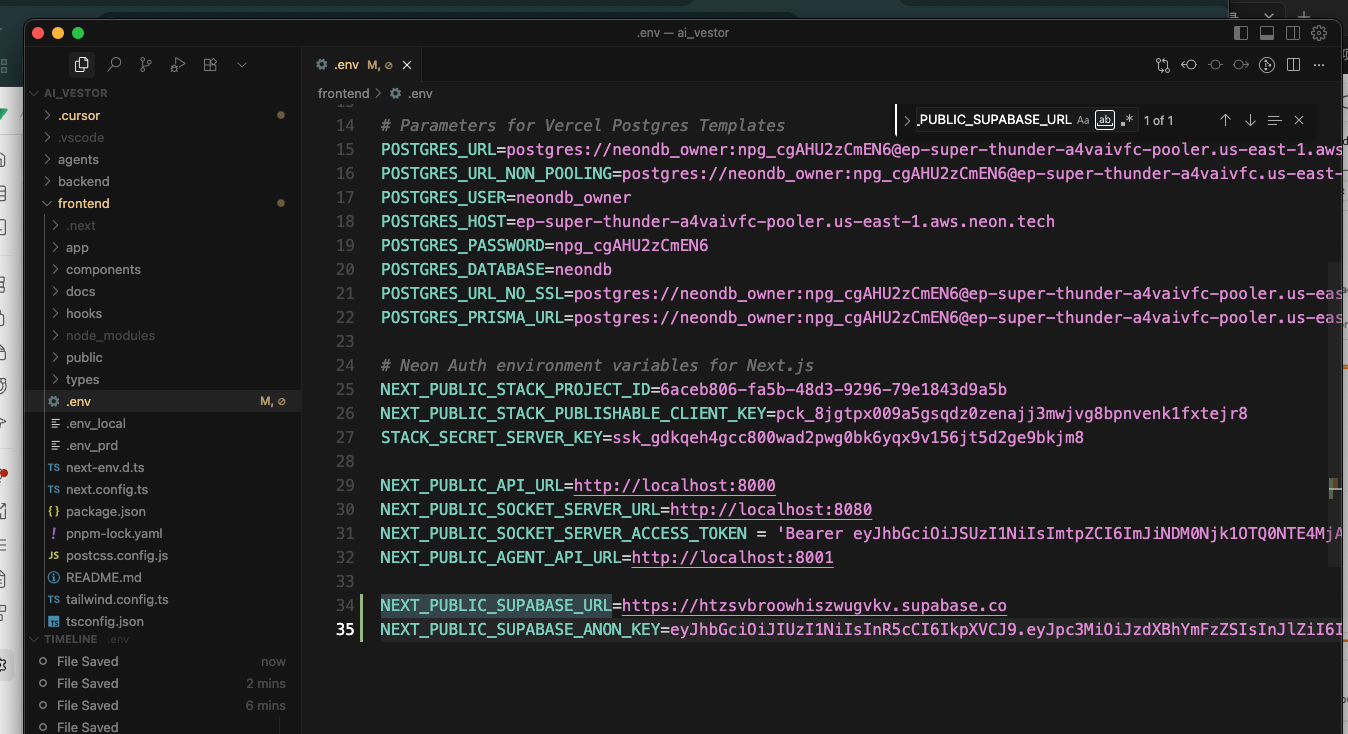 .env — ai_vestor
.env M, ⊘
frontend > .env
AI_VESTOR
.cursor
.vscode
agents
backend
frontend
.next
app
components
docs
hooks
node_modules
public
types
.env M, ⊘
.env_local
.env_prd
TS next-env.d.ts
TS next.config.ts
{} package.json
! pnpm-lock.yaml
JS postcss.config.js
README.md
TS tailwind.config.ts
tsconfig.json
TIMELINE .env
File Saved now
File Saved 2 mins
File Saved 6 mins
File Saved
_PUBLIC_SUPABASE_URL Aa ab .* 1 of 1
14 # Parameters for Vercel Postgres Templates
15 POSTGRES_URL=postgres://neondb_owner:npg_cgAHU2zCmEN6@ep-super-thunder-a4vaivfc-pooler.us-east-1.aws
16 POSTGRES_URL_NON_POOLING=postgres://neondb_owner:npg_cgAHU2zCmEN6@ep-super-thunder-a4vaivfc.us-east-
17 POSTGRES_USER=neondb_owner
18 POSTGRES_HOST=ep-super-thunder-a4vaivfc-pooler.us-east-1.aws.neon.tech
19 POSTGRES_PASSWORD=npg_cgAHU2zCmEN6
20 POSTGRES_DATABASE=neondb
21 POSTGRES_URL_NO_SSL=postgres://neondb_owner:npg_cgAHU2zCmEN6@ep-super-thunder-a4vaivfc-pooler.us-eas
22 POSTGRES_PRISMA_URL=postgres://neondb_owner:npg_cgAHU2zCmEN6@ep-super-thunder-a4vaivfc-pooler.us-eas
23
24 # Neon Auth environment variables for Next.js
25 NEXT_PUBLIC_STACK_PROJECT_ID=6aceb806-fa5b-48d3-9296-79e1843d9a5b
26 NEXT_PUBLIC_STACK_PUBLISHABLE_CLIENT_KEY=pck_8jgtpx009a5gsqdz0zenajj3mwjvg8bpnvenk1fxtejr8
27 STACK_SECRET_SERVER_KEY=ssk_gdkqeh4gcc800wad2pwg0bk6yqx9v156jt5d2ge9bkjm8
28
29 NEXT_PUBLIC_API_URL=http://localhost:8000
30 NEXT_PUBLIC_SOCKET_SERVER_URL=http://localhost:8080
31 NEXT_PUBLIC_SOCKET_SERVER_ACCESS_TOKEN = 'Bearer eyJhbGciOiJSUzI1NiIsImtpZCI6ImJiNDM0Njk1OTQ0NTE4MjA
32 NEXT_PUBLIC_AGENT_API_URL=http://localhost:8001
33
34 NEXT_PUBLIC_SUPABASE_URL=https://htzsvbroowhiszwugvkv.supabase.co
35 NEXT_PUBLIC_SUPABASE_ANON_KEY=eyJhbGciOiJIUzI1NiIsInR5cCI6IkpXVCJ9.eyJpc3MiOiJzdXBhYmFzZSIsInJlZiI6I